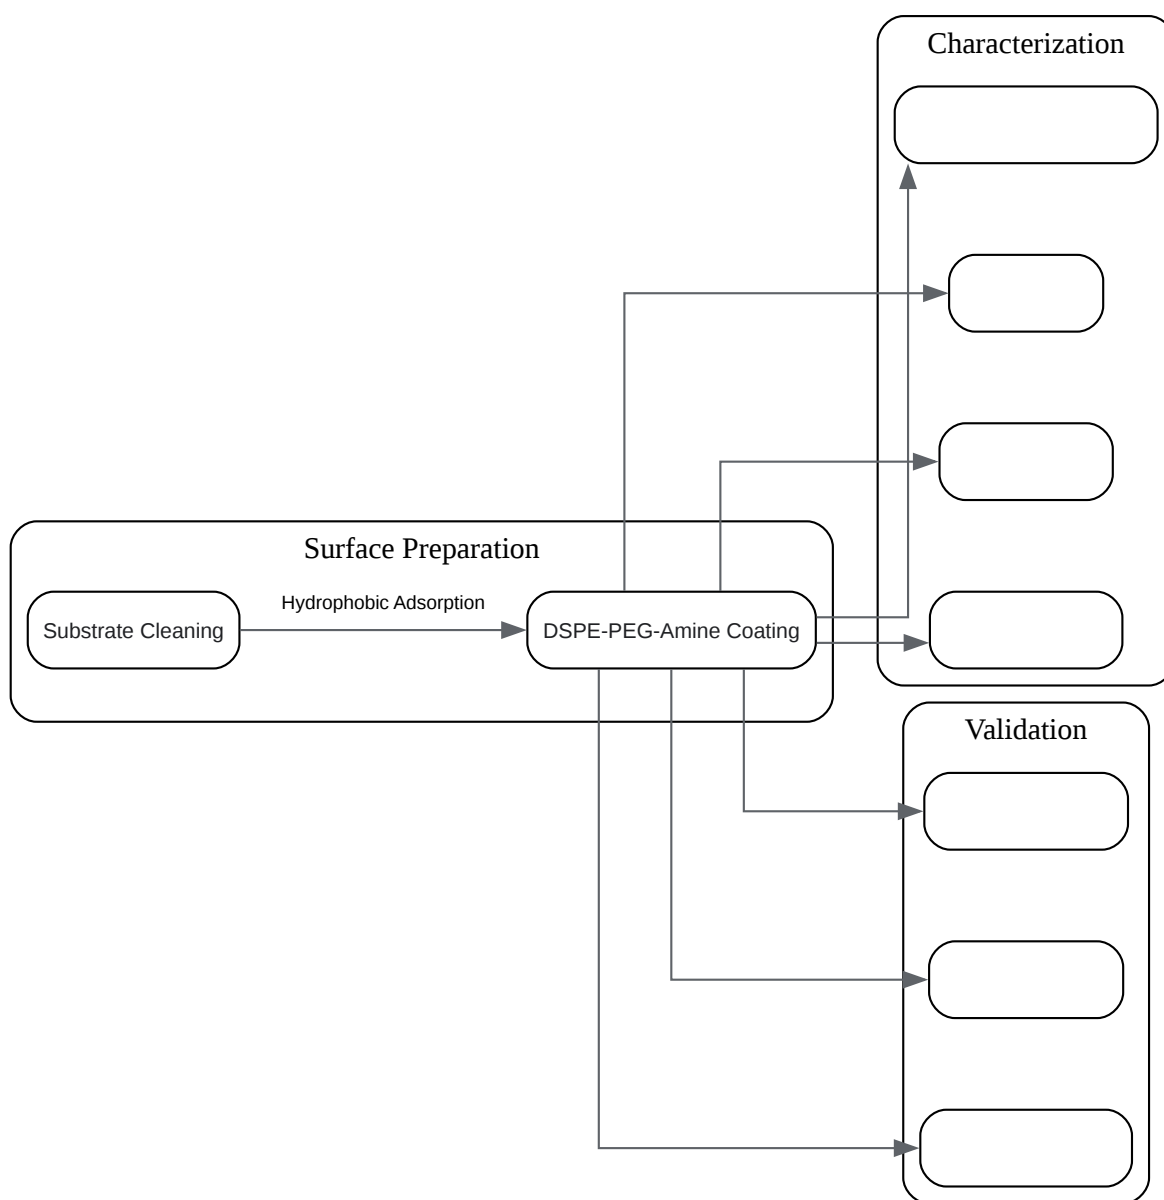 Characterization
Surface Preparation
Substrate Cleaning
Hydrophobic Adsorption
DSPE-PEG-Amine Coating
Validation